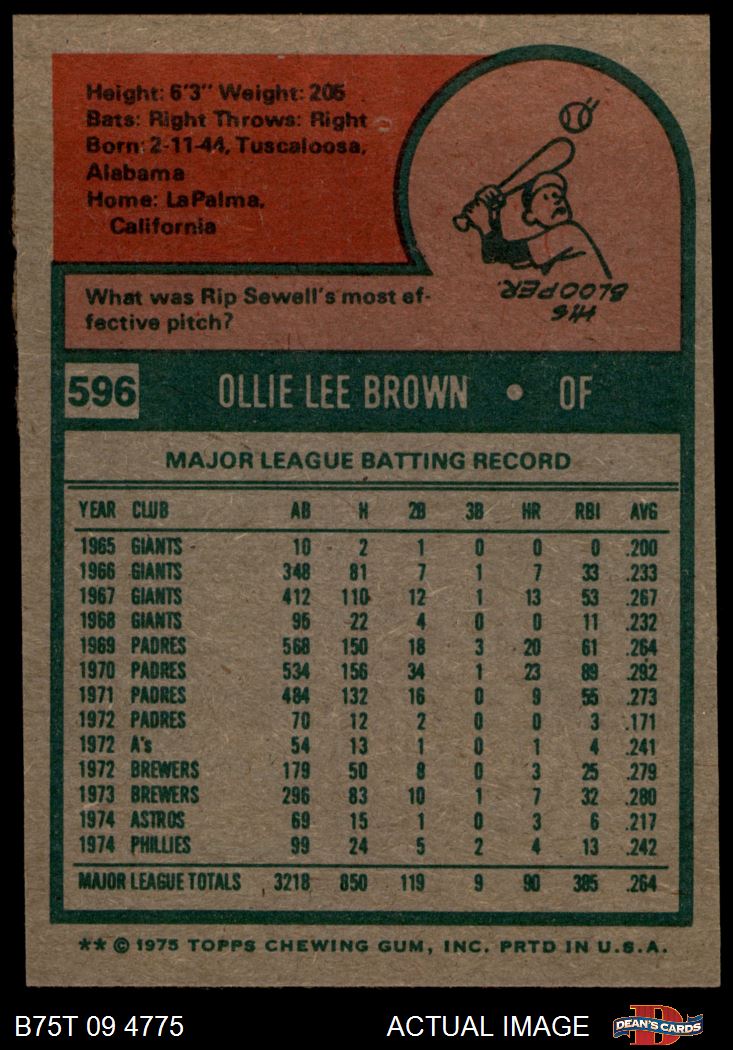 Height: 6'3" Weight: 205
Bats: Right Throws: Right
Born: 2-11-44, Tuscaloosa,
Alabama
Home: LaPalma,
California
HIS
BLOOPER.
What was Rip Sewell's most ef-
fective pitch?
596 OLLIE LEE BROWN • OF
MAJOR LEAGUE BATTING RECORD
YEAR CLUB AB H 2B 3B HR RBI AVG
1965 GIANTS 10 2 1 0 0 0 .200
1966 GIANTS 348 81 7 1 7 33 .233
1967 GIANTS 412 110 12 1 13 53 .267
1968 GIANTS 95 22 4 0 0 11 .232
1969 PADRES 568 150 18 3 20 61 .264
1970 PADRES 534 156 34 1 23 89 .292
1971 PADRES 484 132 16 0 9 55 .273
1972 PADRES 70 12 2 0 0 3 .171
1972 A's 54 13 1 0 1 4 .241
1972 BREWERS 179 50 8 0 3 25 .279
1973 BREWERS 296 83 10 1 7 32 .280
1974 ASTROS 69 15 1 0 3 6 .217
1974 PHILLIES 99 24 5 2 4 13 .242
MAJOR LEAGUE TOTALS 3218 850 119 9 90 385 .264
** © 1975 TOPPS CHEWING GUM, INC. PRTD IN U.S.A.
B75T 09 4775 ACTUAL IMAGE DEAN'S CARDS